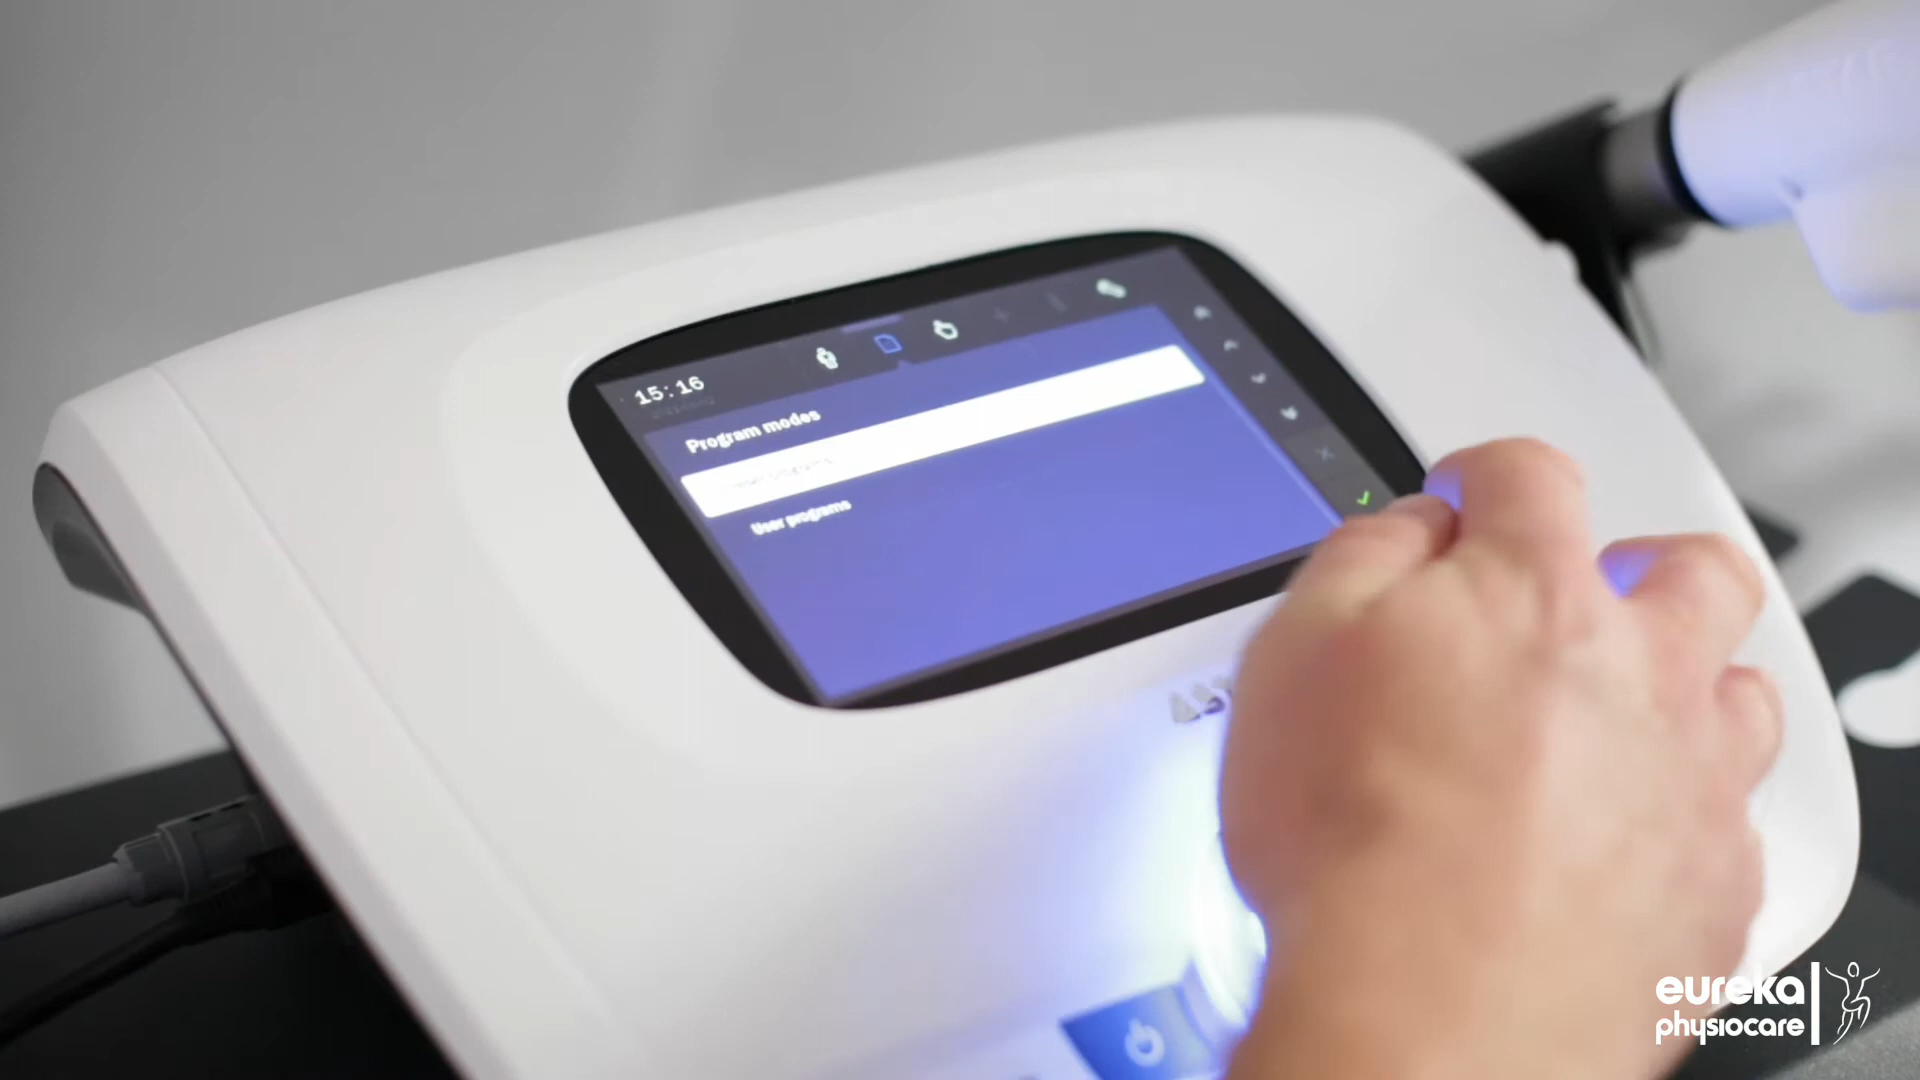 15:16
Program modes
User programs
eureka
physiocare